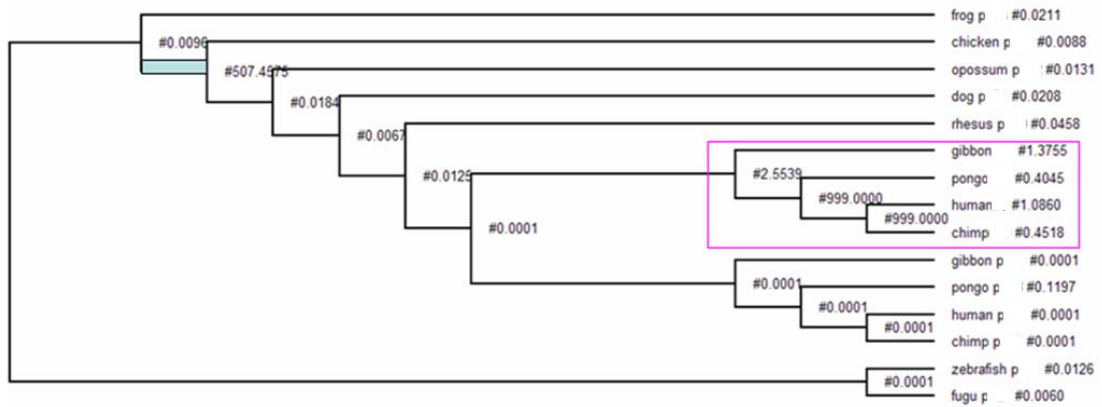 frog p #0.0211
#0.0096
chicken p #0.0088
#507.4575
opossum p #0.0131
#0.0184
dog p #0.0208
#0.0067
rhesus p #0.0458
#0.0125
gibbon #1.3755
#2.5539
pongo #0.4045
#999.0000
human #1.0860
#999.0000
chimp #0.4518
#0.0001
gibbon p #0.0001
#0.0001
pongo p #0.1197
#0.0001
human p #0.0001
#0.0001
chimp p #0.0001
zebrafish p #0.0126
#0.0001
fugu p #0.0060